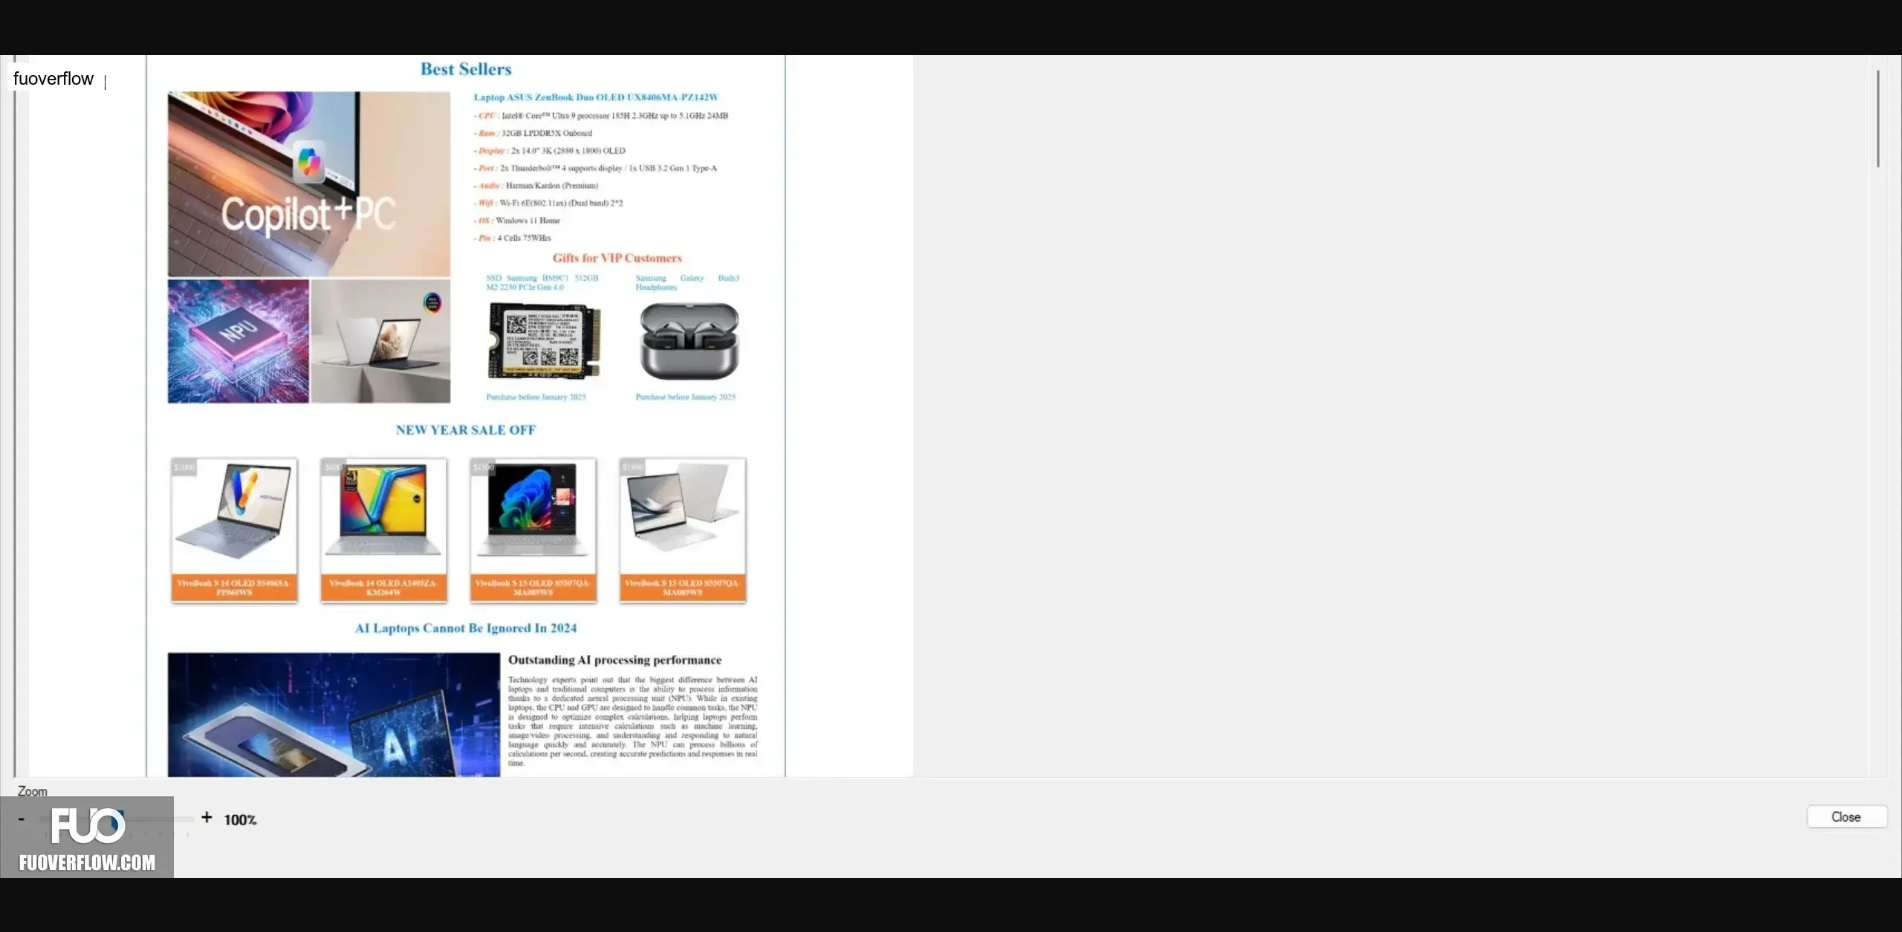 fuoverflow
Best Sellers
Copilot+PC
NPU
Laptop ASUS ZenBook Duo OLED UX8406MA-PZ142W
- CPU : Intel® Core™ Ultra 9 processor 185H 2.3GHz up to 5.1GHz 24MB
- Ram : 32GB LPDDR5X Onboard
- Display : 2x 14.0" 3K (2880 x 1800) OLED
- Port : 2x Thunderbolt™ 4 supports display / 1x USB 3.2 Gen 1 Type-A
- Audio : Harman/Kardon (Premium)
- Wifi : Wi-Fi 6E(802.11ax) (Dual band) 2*2
- OS : Windows 11 Home
- Pin : 4 Cells 75WHrs
Gifts for VIP Customers
SSD Samsung BM9C1 512GB
M2 2230 PCIe Gen 4.0
Purchase before January 2025
Samsung Galaxy Buds3
Headphones
Purchase before January 2025
NEW YEAR SALE OFF
$1000
VivoBook S 14 OLED S5406SA-
PP060WS
VivoBook 14 OLED A1405ZA-
KM264W
VivoBook S 15 OLED S5507QA-
MA089WS
VivoBook S 15 OLED S5507QA-
MA089WS
AI Laptops Cannot Be Ignored In 2024
AI
Outstanding AI processing performance
Technology experts point out that the biggest difference between AI
laptops and traditional computers is the ability to process information
thanks to a dedicated neural processing unit (NPU). While in existing
laptops, the CPU and GPU are designed to handle common tasks, the NPU
is designed to optimize complex calculations, helping laptops perform
tasks that require intensive calculations such as machine learning,
image/video processing, and understanding and responding to natural
language quickly and accurately. The NPU can process billions of
calculations per second, creating accurate predictions and responses in real
time.
Zoom
- + 100%
Close
FUO
FUOVERFLOW.COM